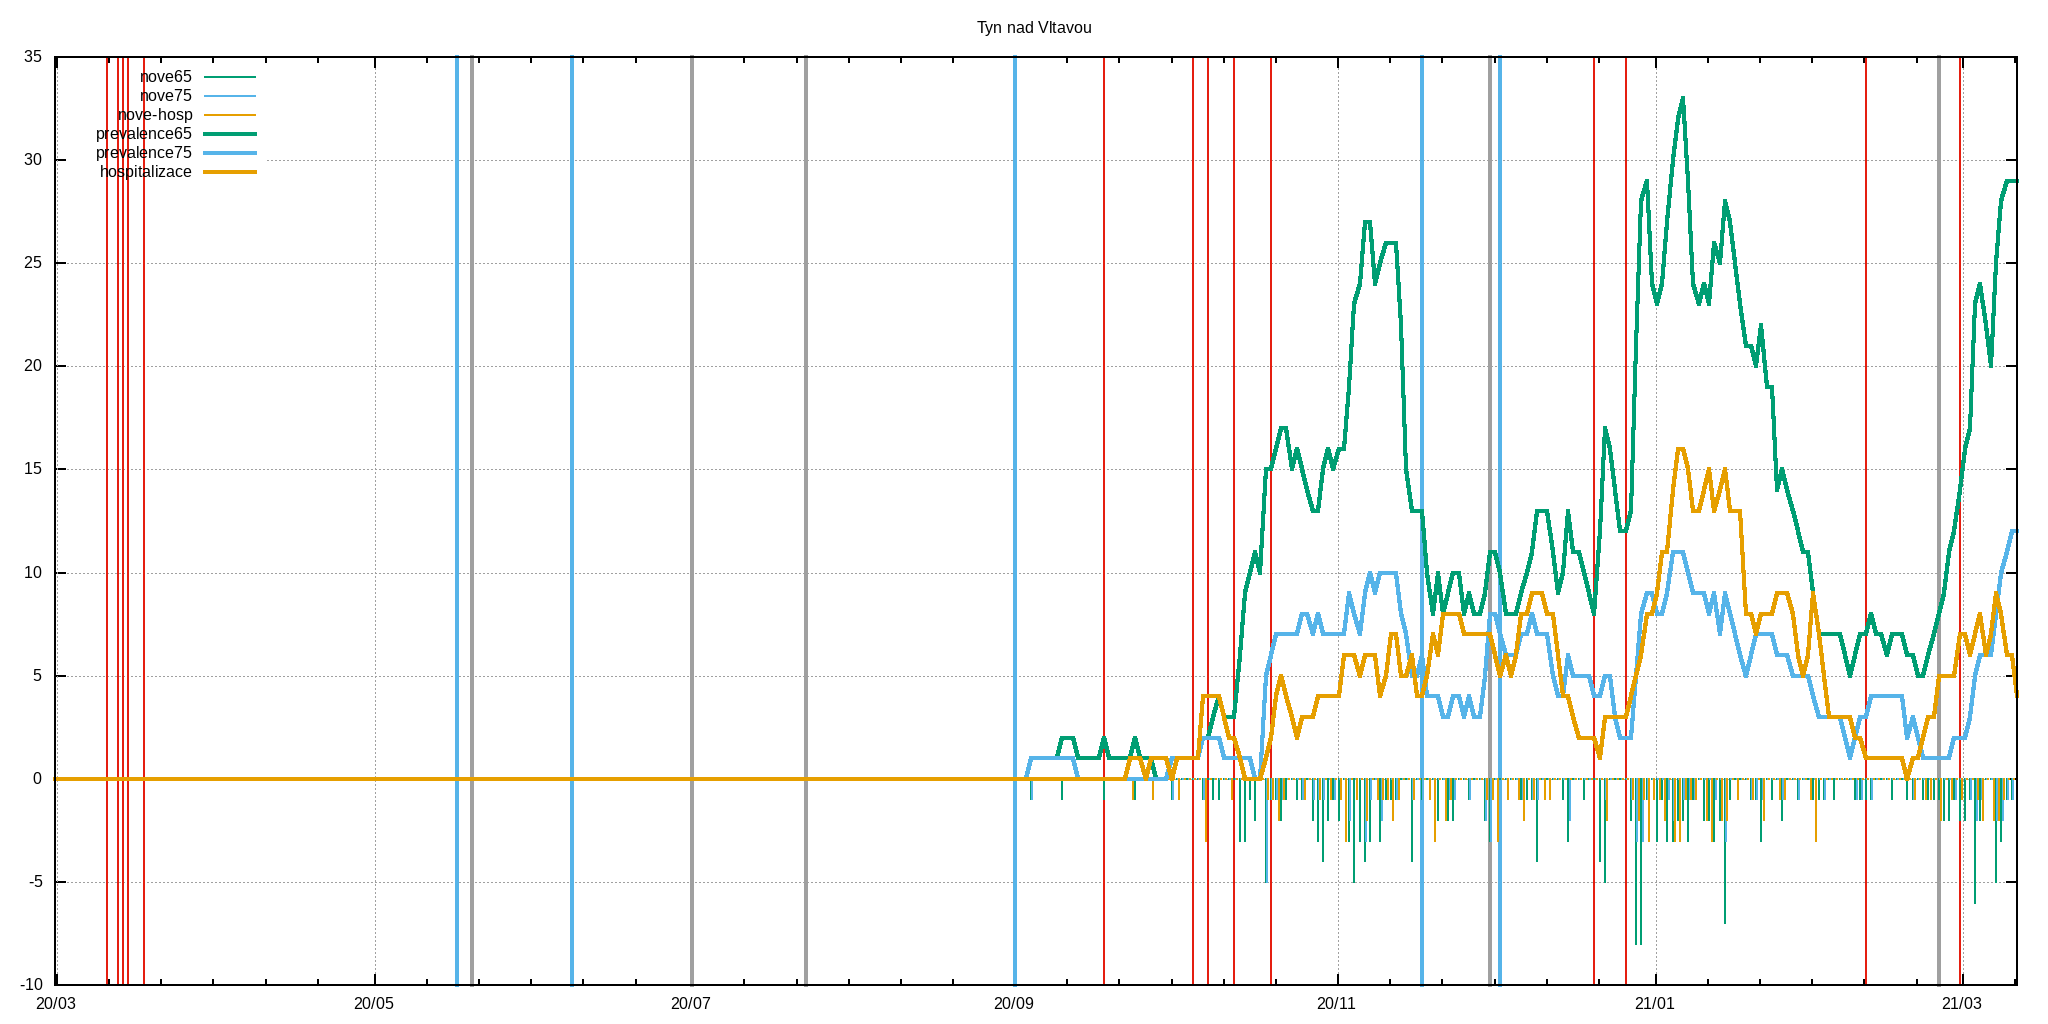 Tyn nad Vltavou
35
nove65
nove75
nove-hosp
prevalence65
prevalence75
hospitalizace
30
25
20
15
10
5
0
-5
-10
20/03 20/05 20/07 20/09 20/11 21/01 21/03